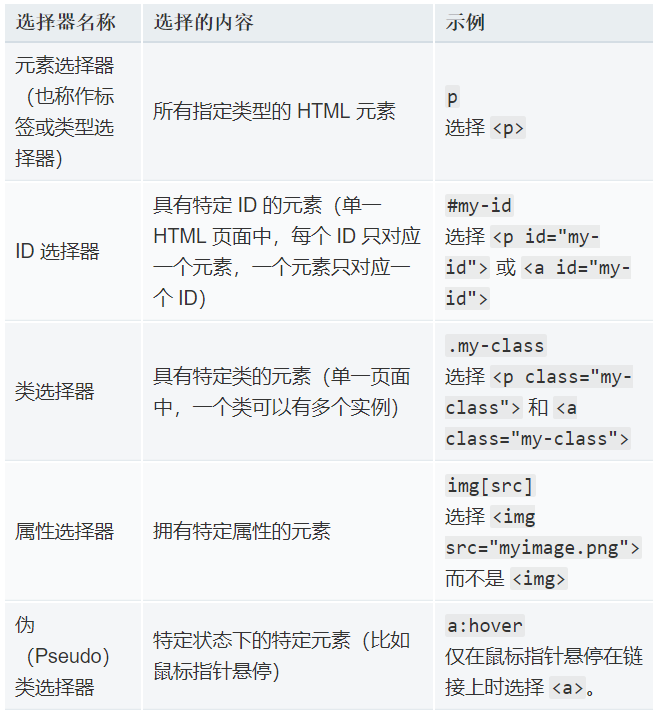 选择器名称
选择的内容
示例
元素选择器
（也称作标
签或类型选
择器）
所有指定类型的 HTML 元素
p
选择 <p>
ID 选择器
具有特定 ID 的元素（单一
HTML 页面中，每个 ID 只对应
一个元素，一个元素只对应一
个 ID）
#my-id
选择 <p id="my-
id"> 或 <a id="my-
id">
类选择器
具有特定类的元素（单一页面
中，一个类可以有多个实例）
.my-class
选择 <p class="my-
class"> 和 <a
class="my-class">
属性选择器
拥有特定属性的元素
img[src]
选择 <img
src="myimage.png">
而不是 <img>
伪
（Pseudo）
类选择器
特定状态下的特定元素（比如
鼠标指针悬停）
a:hover
仅在鼠标指针悬停在链
接上时选择 <a>。